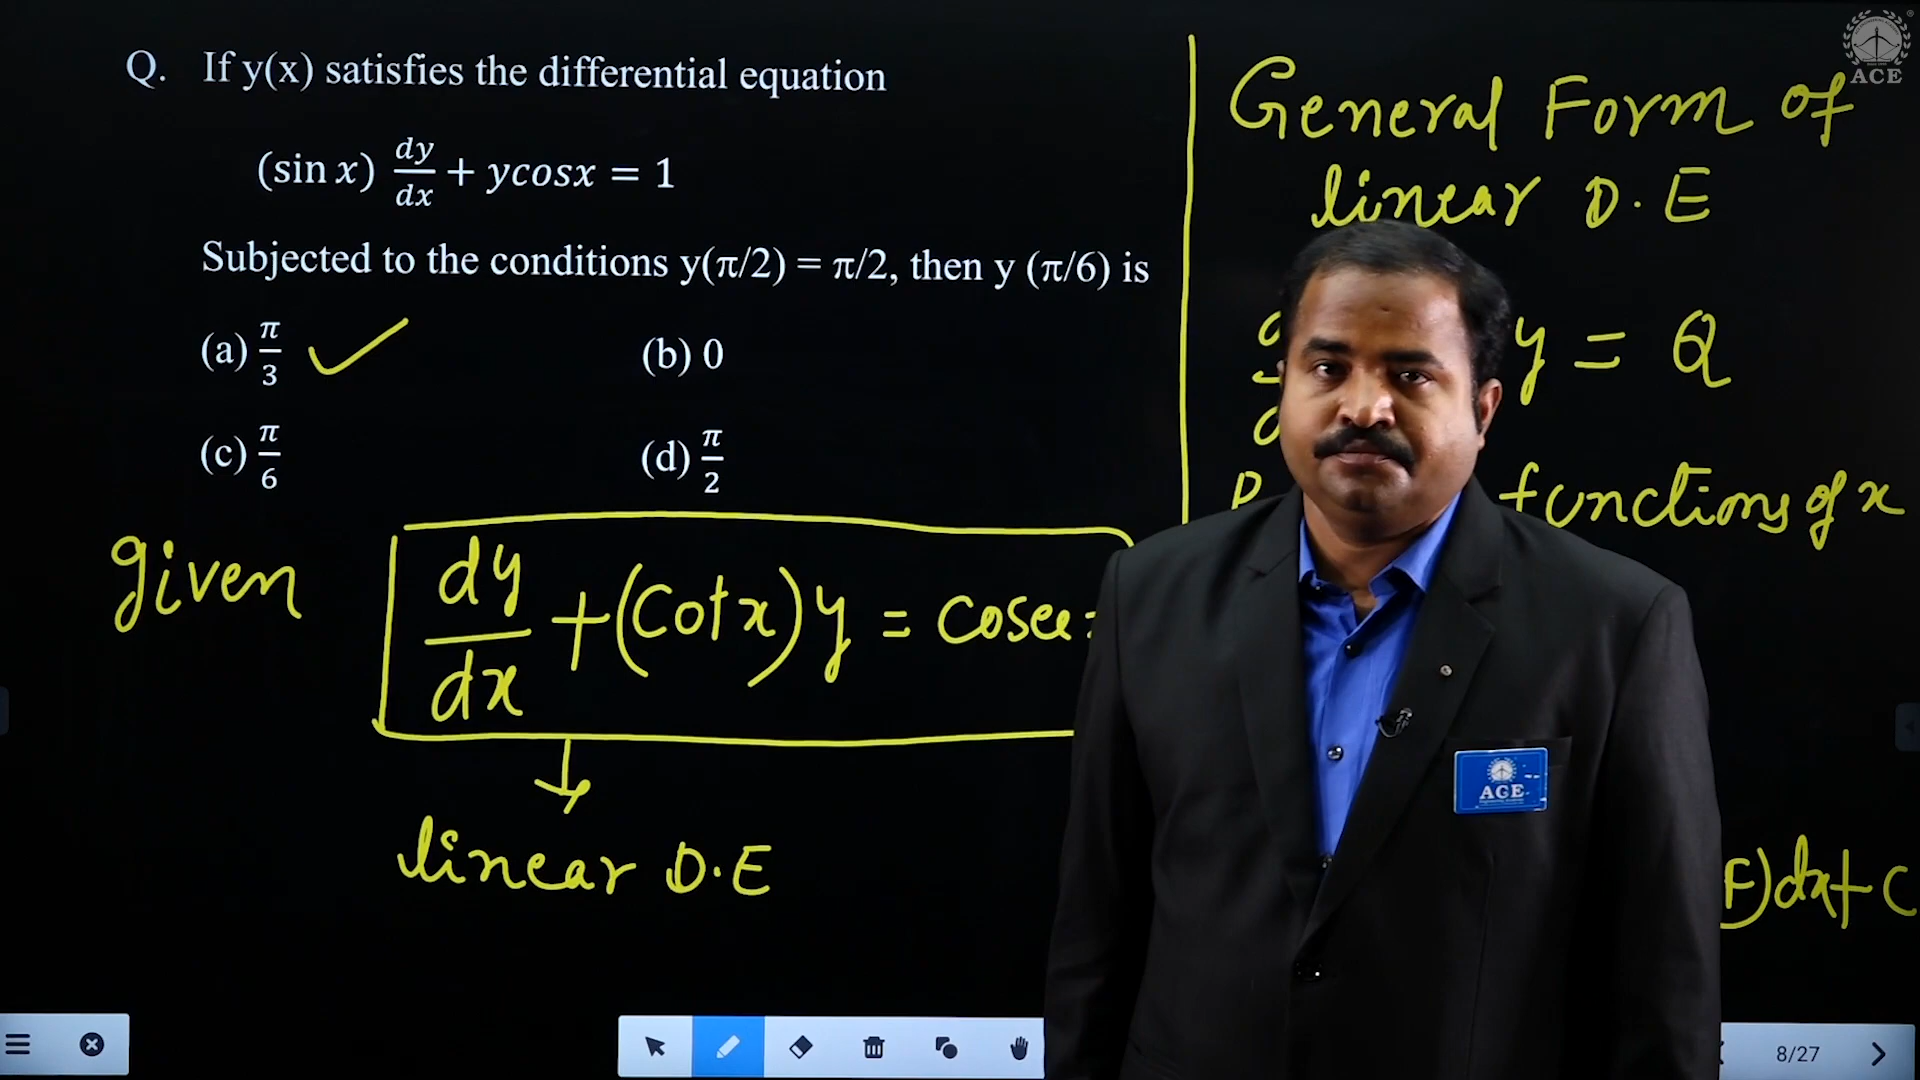 Q. If y(x) satisfies the differential equation
(sin x) dy/dx + ycosx = 1
Subjected to the conditions y(π/2) = π/2, then y (π/6) is
(a) π/3 ✓
(b) 0
(c) π/6
(d) π/2
given
dy/dx + (Cot x) y = cosec
linear D.E
General Form of
linear D.E
y = Q
functions of x
F) dx + C
ACE
ACE
8/27